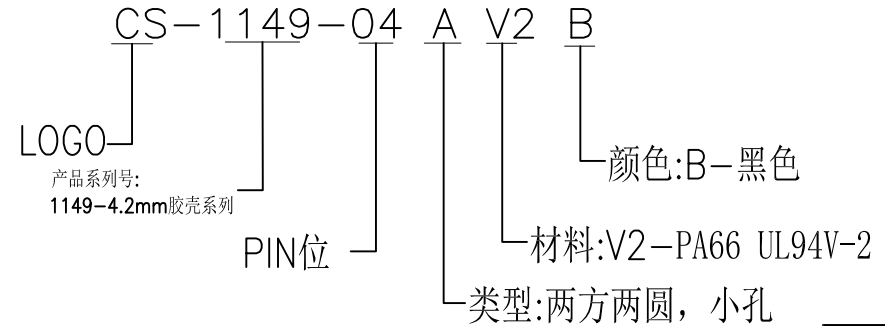 CS-1149-04 A V2 B
LOGO
产品系列号:
1149-4.2mm胶壳系列
颜色:B-黑色
PIN位
材料:V2-PA66 UL94V-2
类型:两方两圆，小孔